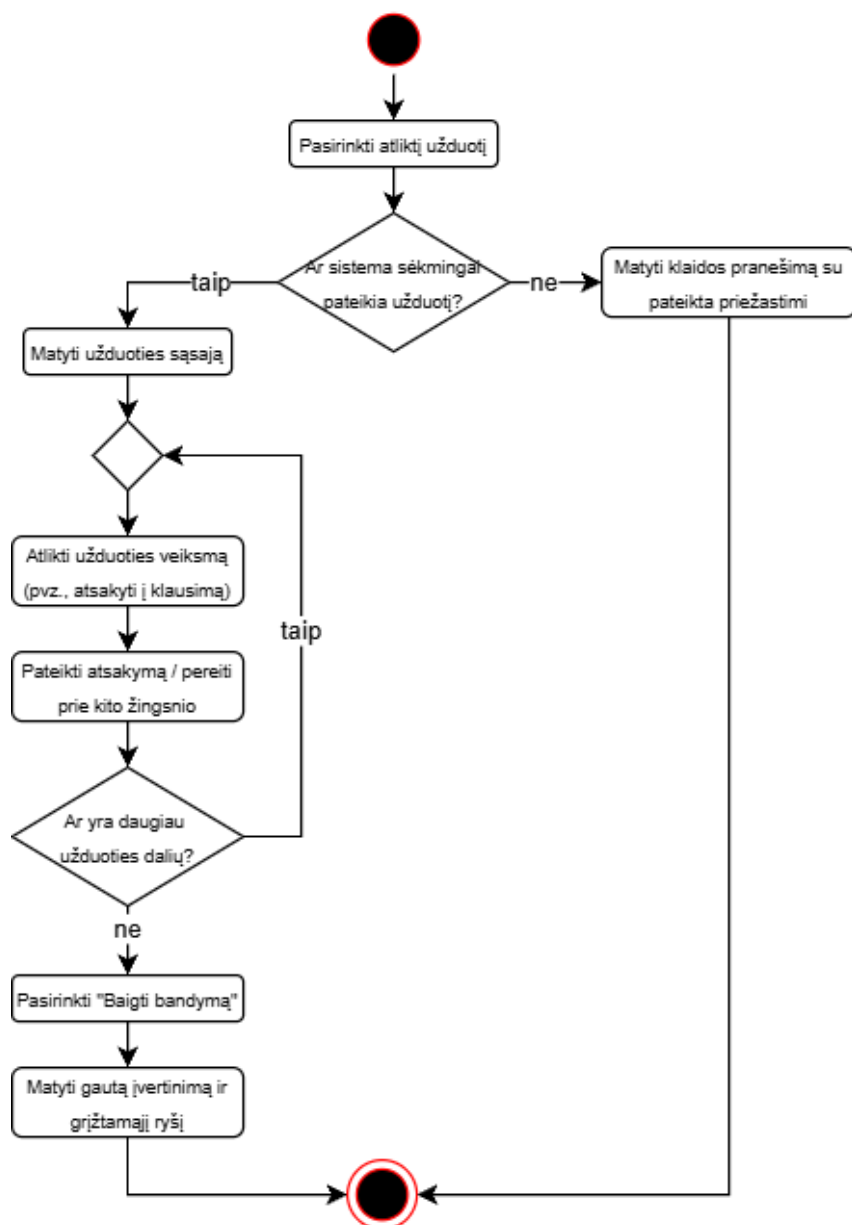 Pasirinkti atliktį užduotį
Ar sistema sėkmingai
pateikia užduotį?
taip
ne
Matyti klaidos pranešimą su
pateikta priežastimi
Matyti užduoties sąsają
Atlikti užduoties veiksmą
(pvz., atsakyti į klausimą)
taip
Pateikti atsakymą / pereiti
prie kito žingsnio
Ar yra daugiau
užduoties dalių?
ne
Pasirinkti "Baigti bandymą"
Matyti gautą įvertinimą ir
grįžtamąjį ryšį